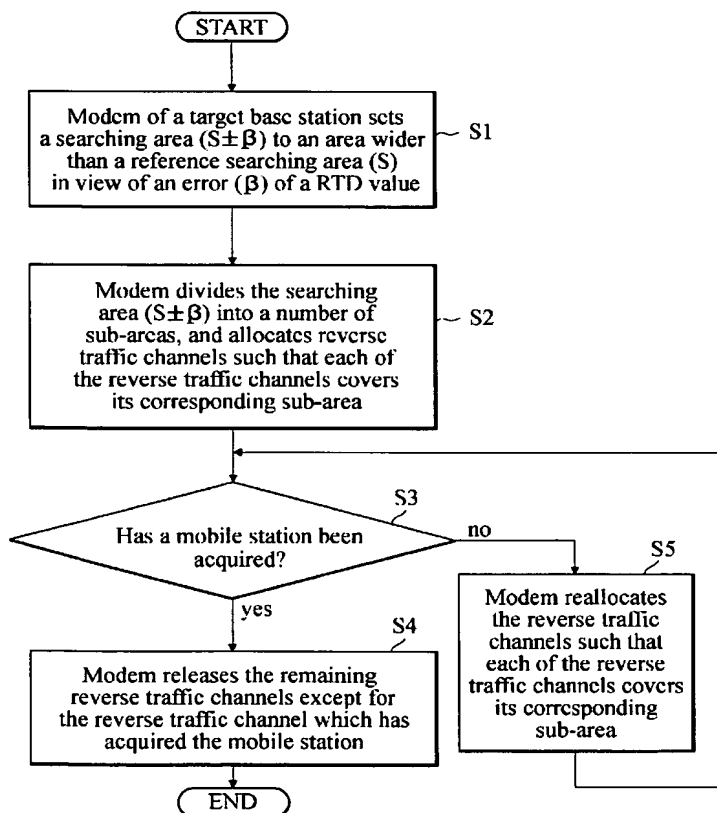 START
Modem of a target base station sets
a searching area (S±β) to an area wider
than a reference searching area (S)
in view of an error (β) of a RTD value
S1
Modem divides the searching
area (S±β) into a number of
sub-areas, and allocates reverse
traffic channels such that each of
the reverse traffic channels covers
its corresponding sub-area
S2
S3
Has a mobile station been
acquired?
no
yes
S5
Modem reallocates
the reverse traffic
channels such that
each of the reverse
traffic channels covers
its corresponding
sub-area
S4
Modem releases the remaining
reverse traffic channels except for
the reverse traffic channel which has
acquired the mobile station
END